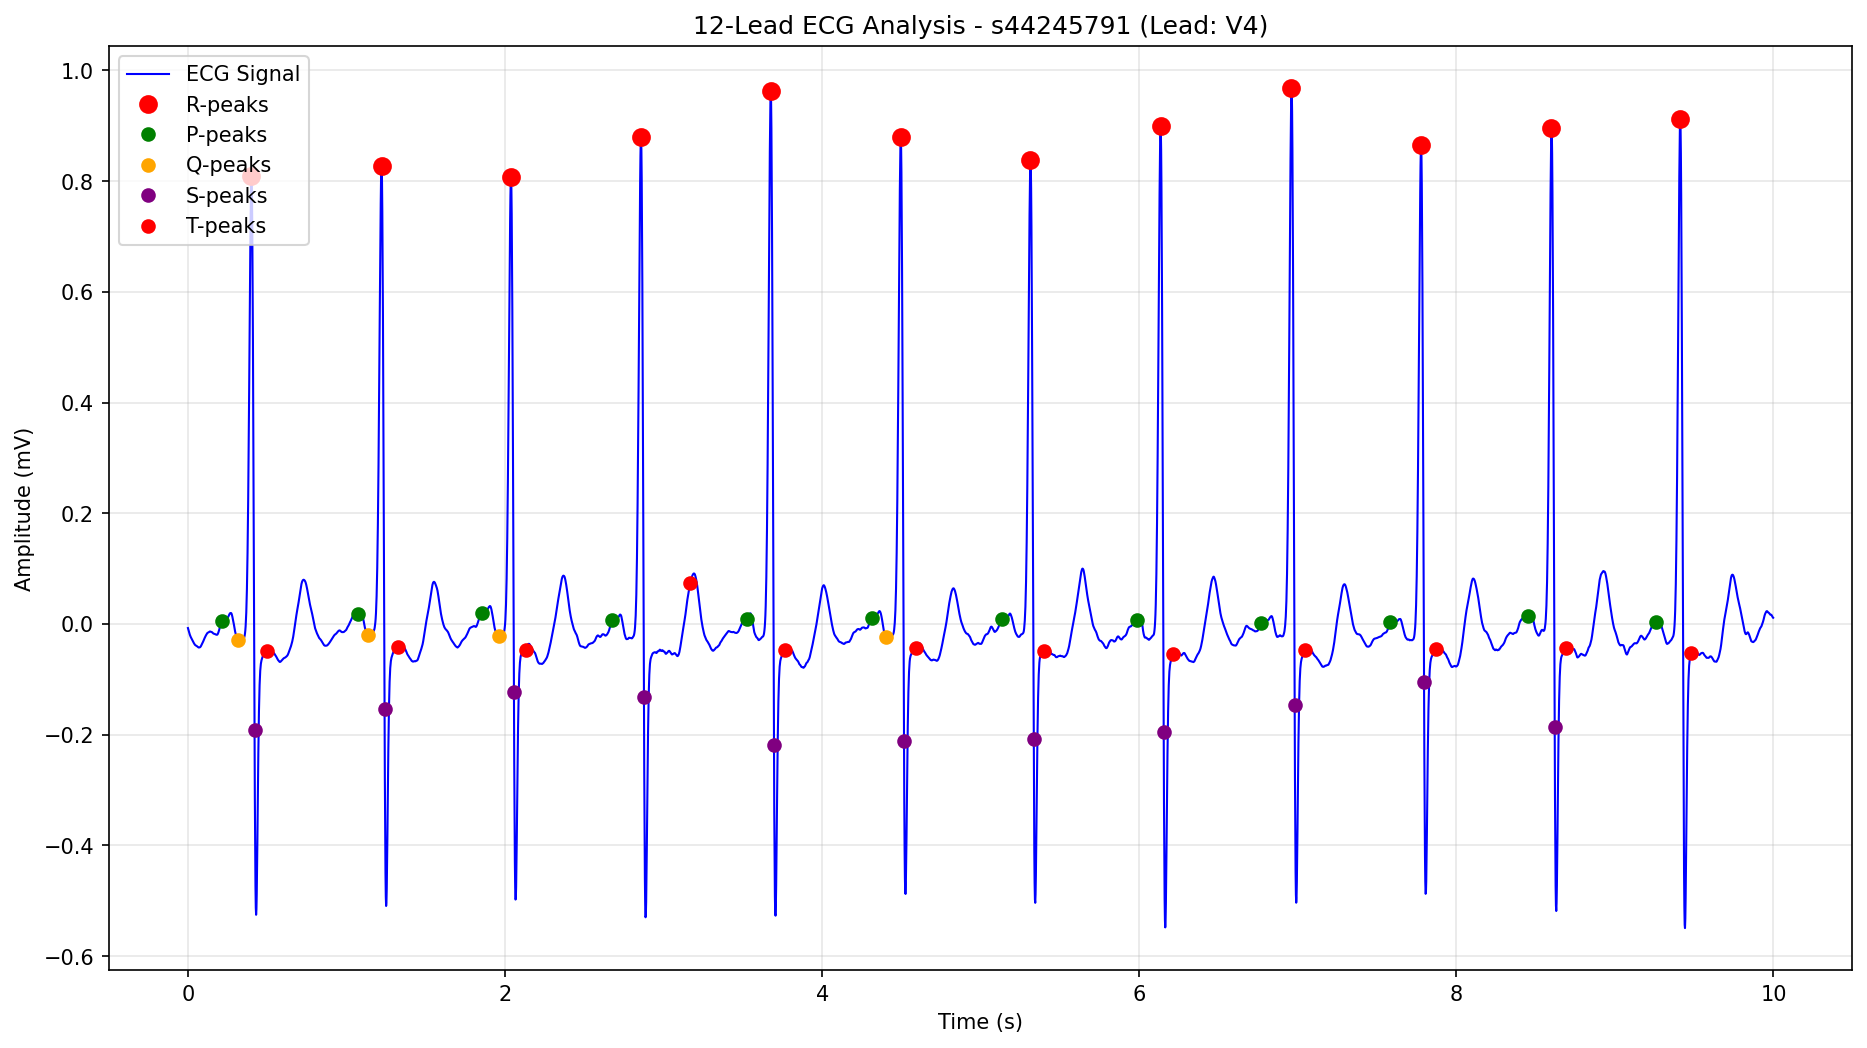 12-Lead ECG Analysis - s44245791 (Lead: V4)
ECG Signal
R-peaks
P-peaks
Q-peaks
S-peaks
T-peaks
Amplitude (mV)
1.0
0.8
0.6
0.4
0.2
0.0
−0.2
−0.4
−0.6
0 2 4 6 8 10
Time (s)